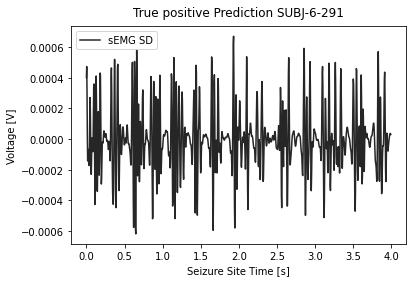 True positive Prediction SUBJ-6-291
sEMG SD
Voltage [V]
0.0006
0.0004
0.0002
0.0000
−0.0002
−0.0004
−0.0006
0.0 0.5 1.0 1.5 2.0 2.5 3.0 3.5 4.0
Seizure Site Time [s]